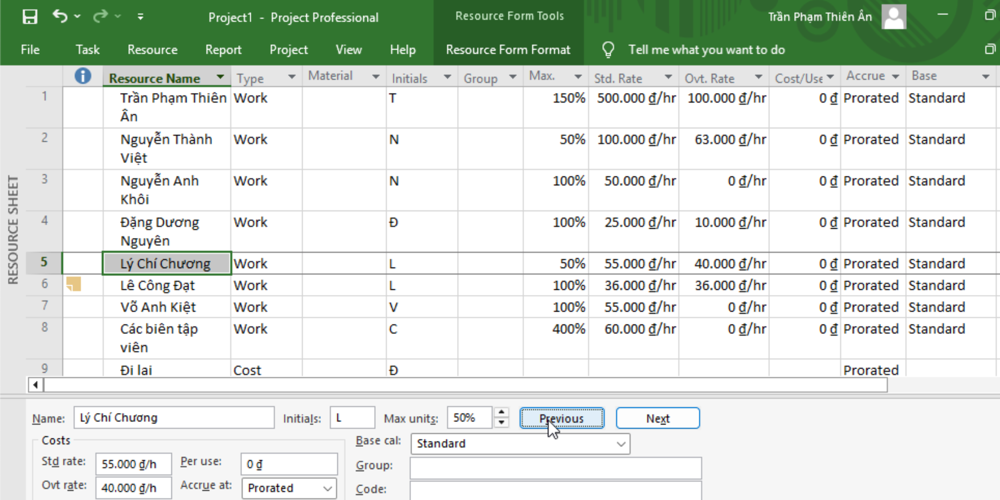 Project1 - Project Professional
Resource Form Tools
Trần Phạm Thiên Ân
File Task Resource Report Project View Help Resource Form Format Tell me what you want to do
Resource Name Type Material Initials Group Max. Std. Rate Ovt. Rate Cost/Use Accrue Base
1 Trần Phạm Thiên Work T 150% 500.000 ₫/hr 100.000 ₫/hr 0 ₫ Prorated Standard
Ân
2 Nguyễn Thành Work N 50% 100.000 ₫/hr 63.000 ₫/hr 0 ₫ Prorated Standard
Việt
3 Nguyễn Anh Work N 100% 50.000 ₫/hr 0 ₫/hr 0 ₫ Prorated Standard
Khôi
4 Đặng Dương Work Đ 100% 25.000 ₫/hr 10.000 ₫/hr 0 ₫ Prorated Standard
Nguyên
5 Lý Chí Chương Work L 50% 55.000 ₫/hr 40.000 ₫/hr 0 ₫ Prorated Standard
6 Lê Công Đạt Work L 100% 36.000 ₫/hr 36.000 ₫/hr 0 ₫ Prorated Standard
7 Võ Anh Kiệt Work V 100% 55.000 ₫/hr 0 ₫/hr 0 ₫ Prorated Standard
8 Các biên tập Work C 400% 60.000 ₫/hr 0 ₫/hr 0 ₫ Prorated Standard
viên
9 Đi lại Cost Đ Prorated
RESOURCE SHEET
Name: Lý Chí Chương Initials: L Max units: 50% Previous Next
Costs Base cal: Standard
Std rate: 55.000 ₫/h Per use: 0 ₫ Group:
Ovt rate: 40.000 ₫/h Accrue at: Prorated Code: